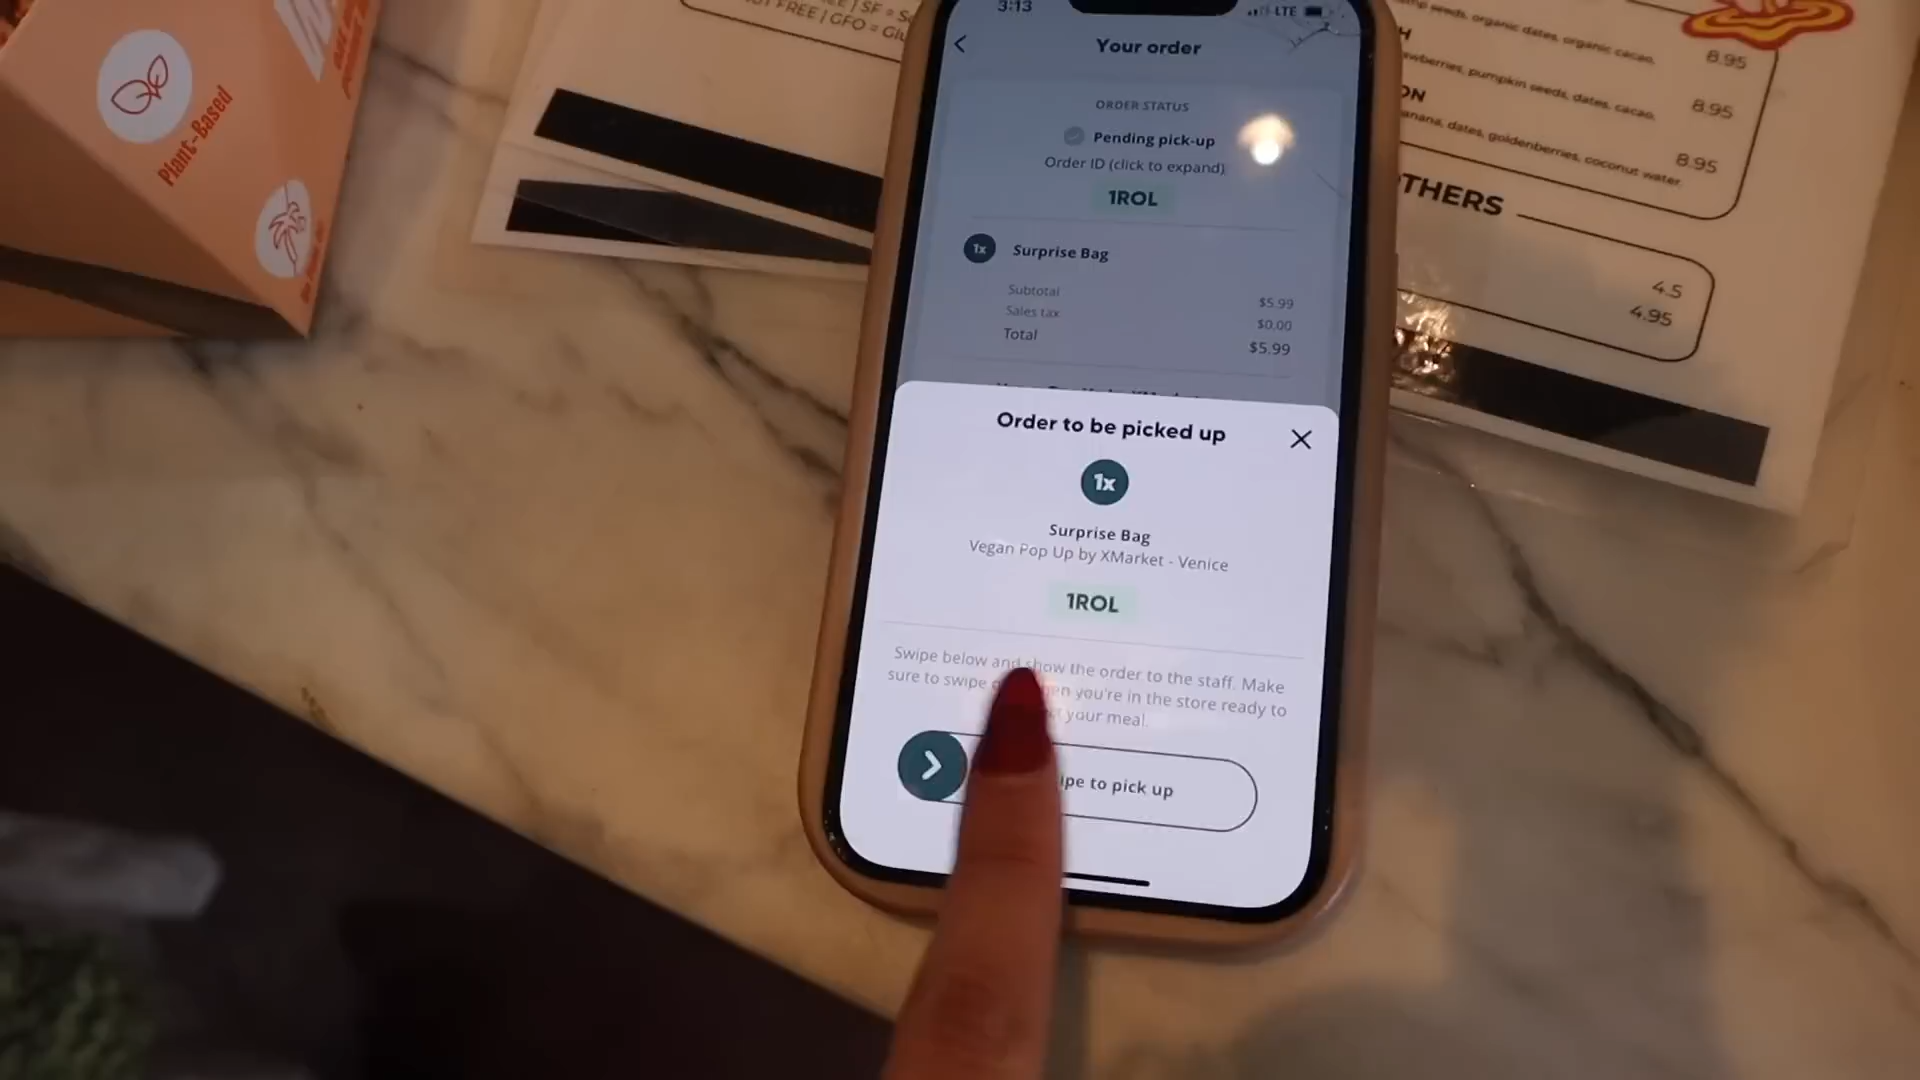 Plant-Based
SF =
FREE | GFO =
3:13
LTE
Your order
ORDER STATUS
Pending pick-up
Order ID (click to expand)
1ROL
1x
Surprise Bag
Subtotal
$5.99
Sales tax
$0.00
Total
$5.99
Order to be picked up
1x
Surprise Bag
Vegan Pop Up by XMarket - Venice
1ROL
Swipe below and show the order to the staff. Make
sure to swipe you're in the store ready to
your meal.
to pick up
seeds, organic dates, organic cacao,
8.95
pumpkin seeds, dates, cacao,
8.95
dates, goldenberries, coconut water
8.95
4.5
4.95